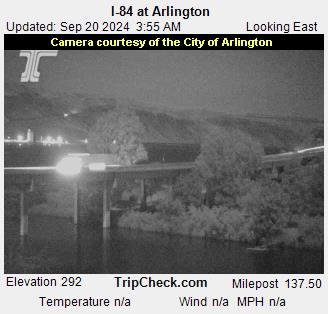 I-84 at Arlington
Updated: Sep 20 2024 3:55 AM Looking East
Camera courtesy of the City of Arlington
Elevation 292 TripCheck.com Milepost 137.50
Temperature n/a Wind n/a MPH n/a